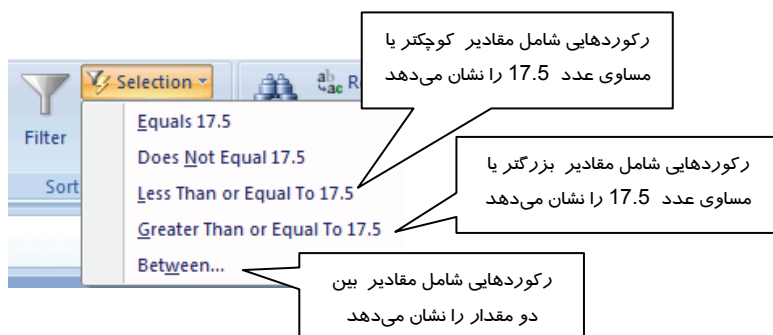 رکوردهایی شامل مقادیر کوچکتر یا
مساوی عدد 17.5 را نشان می‌دهد
Selection
Filter
Sort
Equals 17.5
Does Not Equal 17.5
Less Than or Equal To 17.5
Greater Than or Equal To 17.5
Between...
رکوردهایی شامل مقادیر بزرگتر یا
مساوی عدد 17.5 را نشان می‌دهد
رکوردهایی شامل مقادیر بین
دو مقدار را نشان می‌دهد